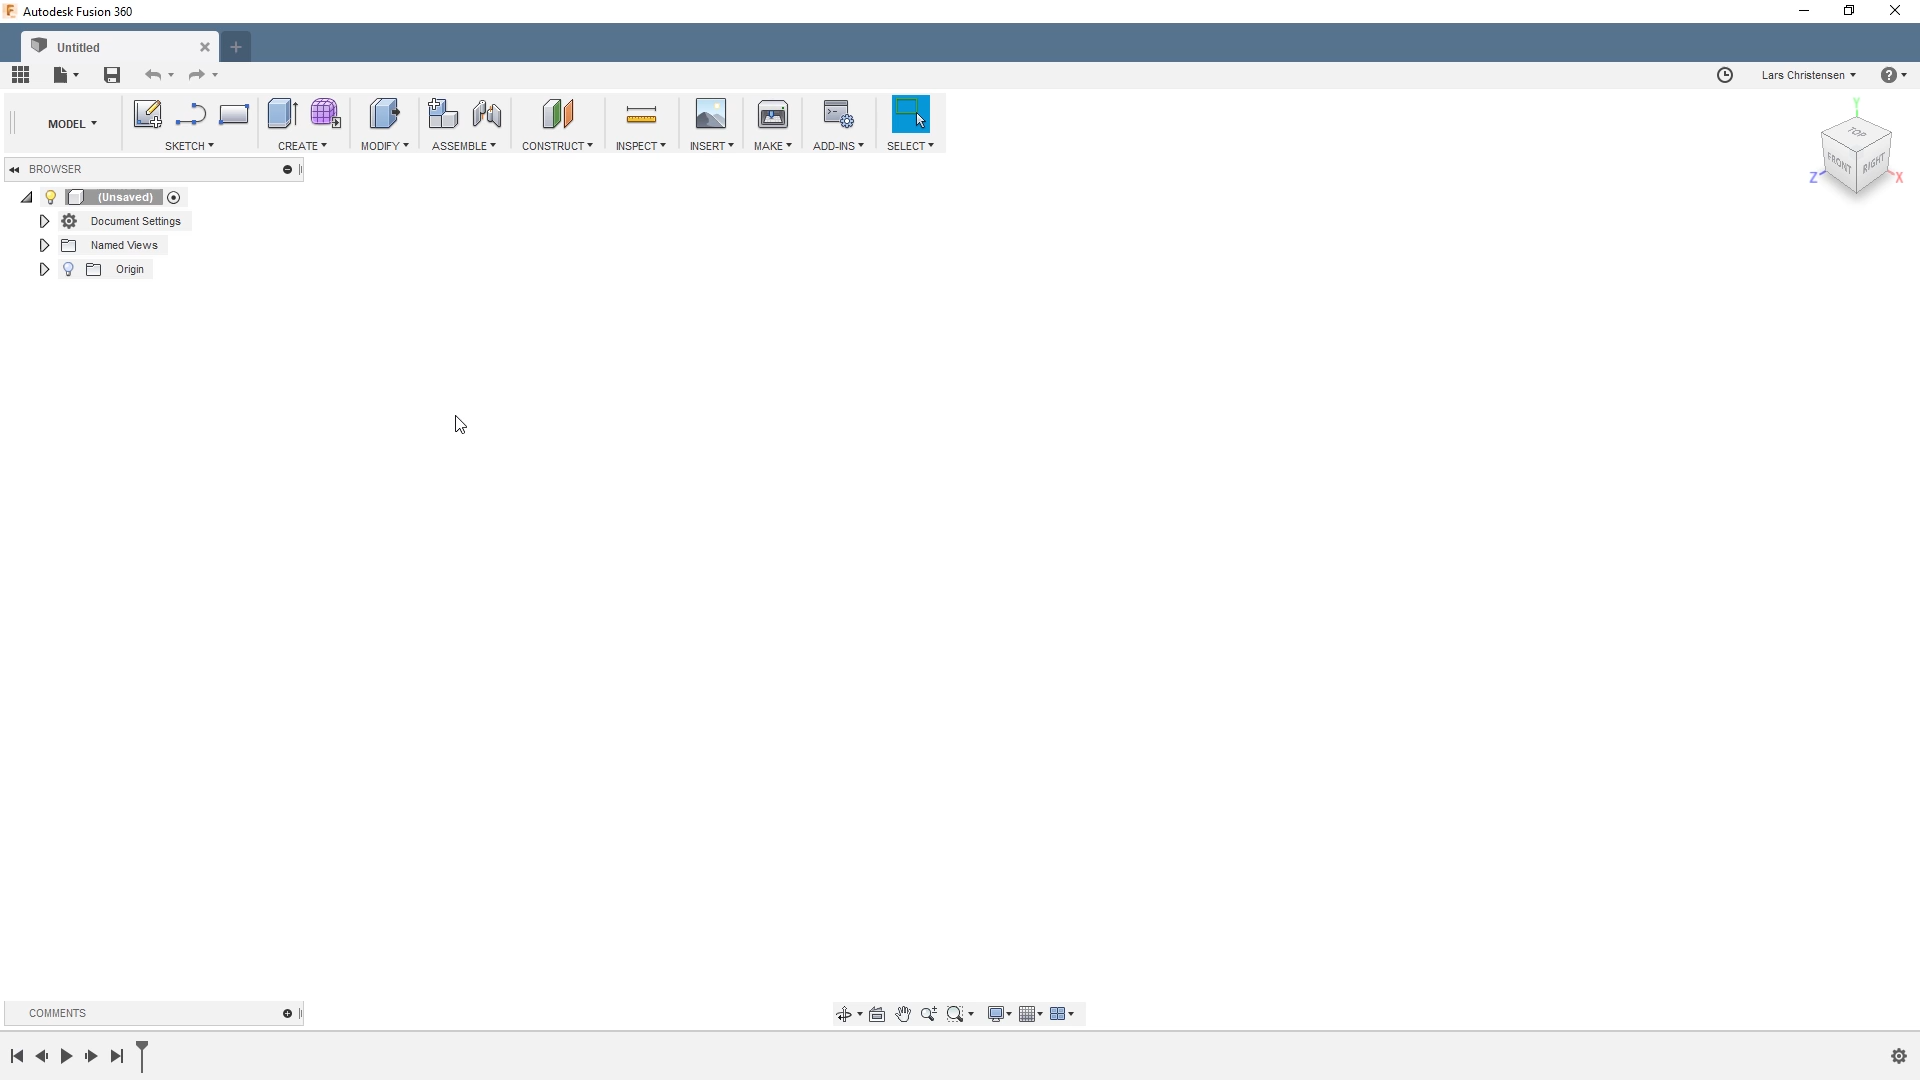 Autodesk Fusion 360
Untitled
Lars Christensen
MODEL
SKETCH CREATE MODIFY ASSEMBLE CONSTRUCT INSPECT INSERT MAKE ADD-INS SELECT
Y
TOP
FRONT RIGHT
Z X
BROWSER
(Unsaved)
Document Settings
Named Views
Origin
COMMENTS